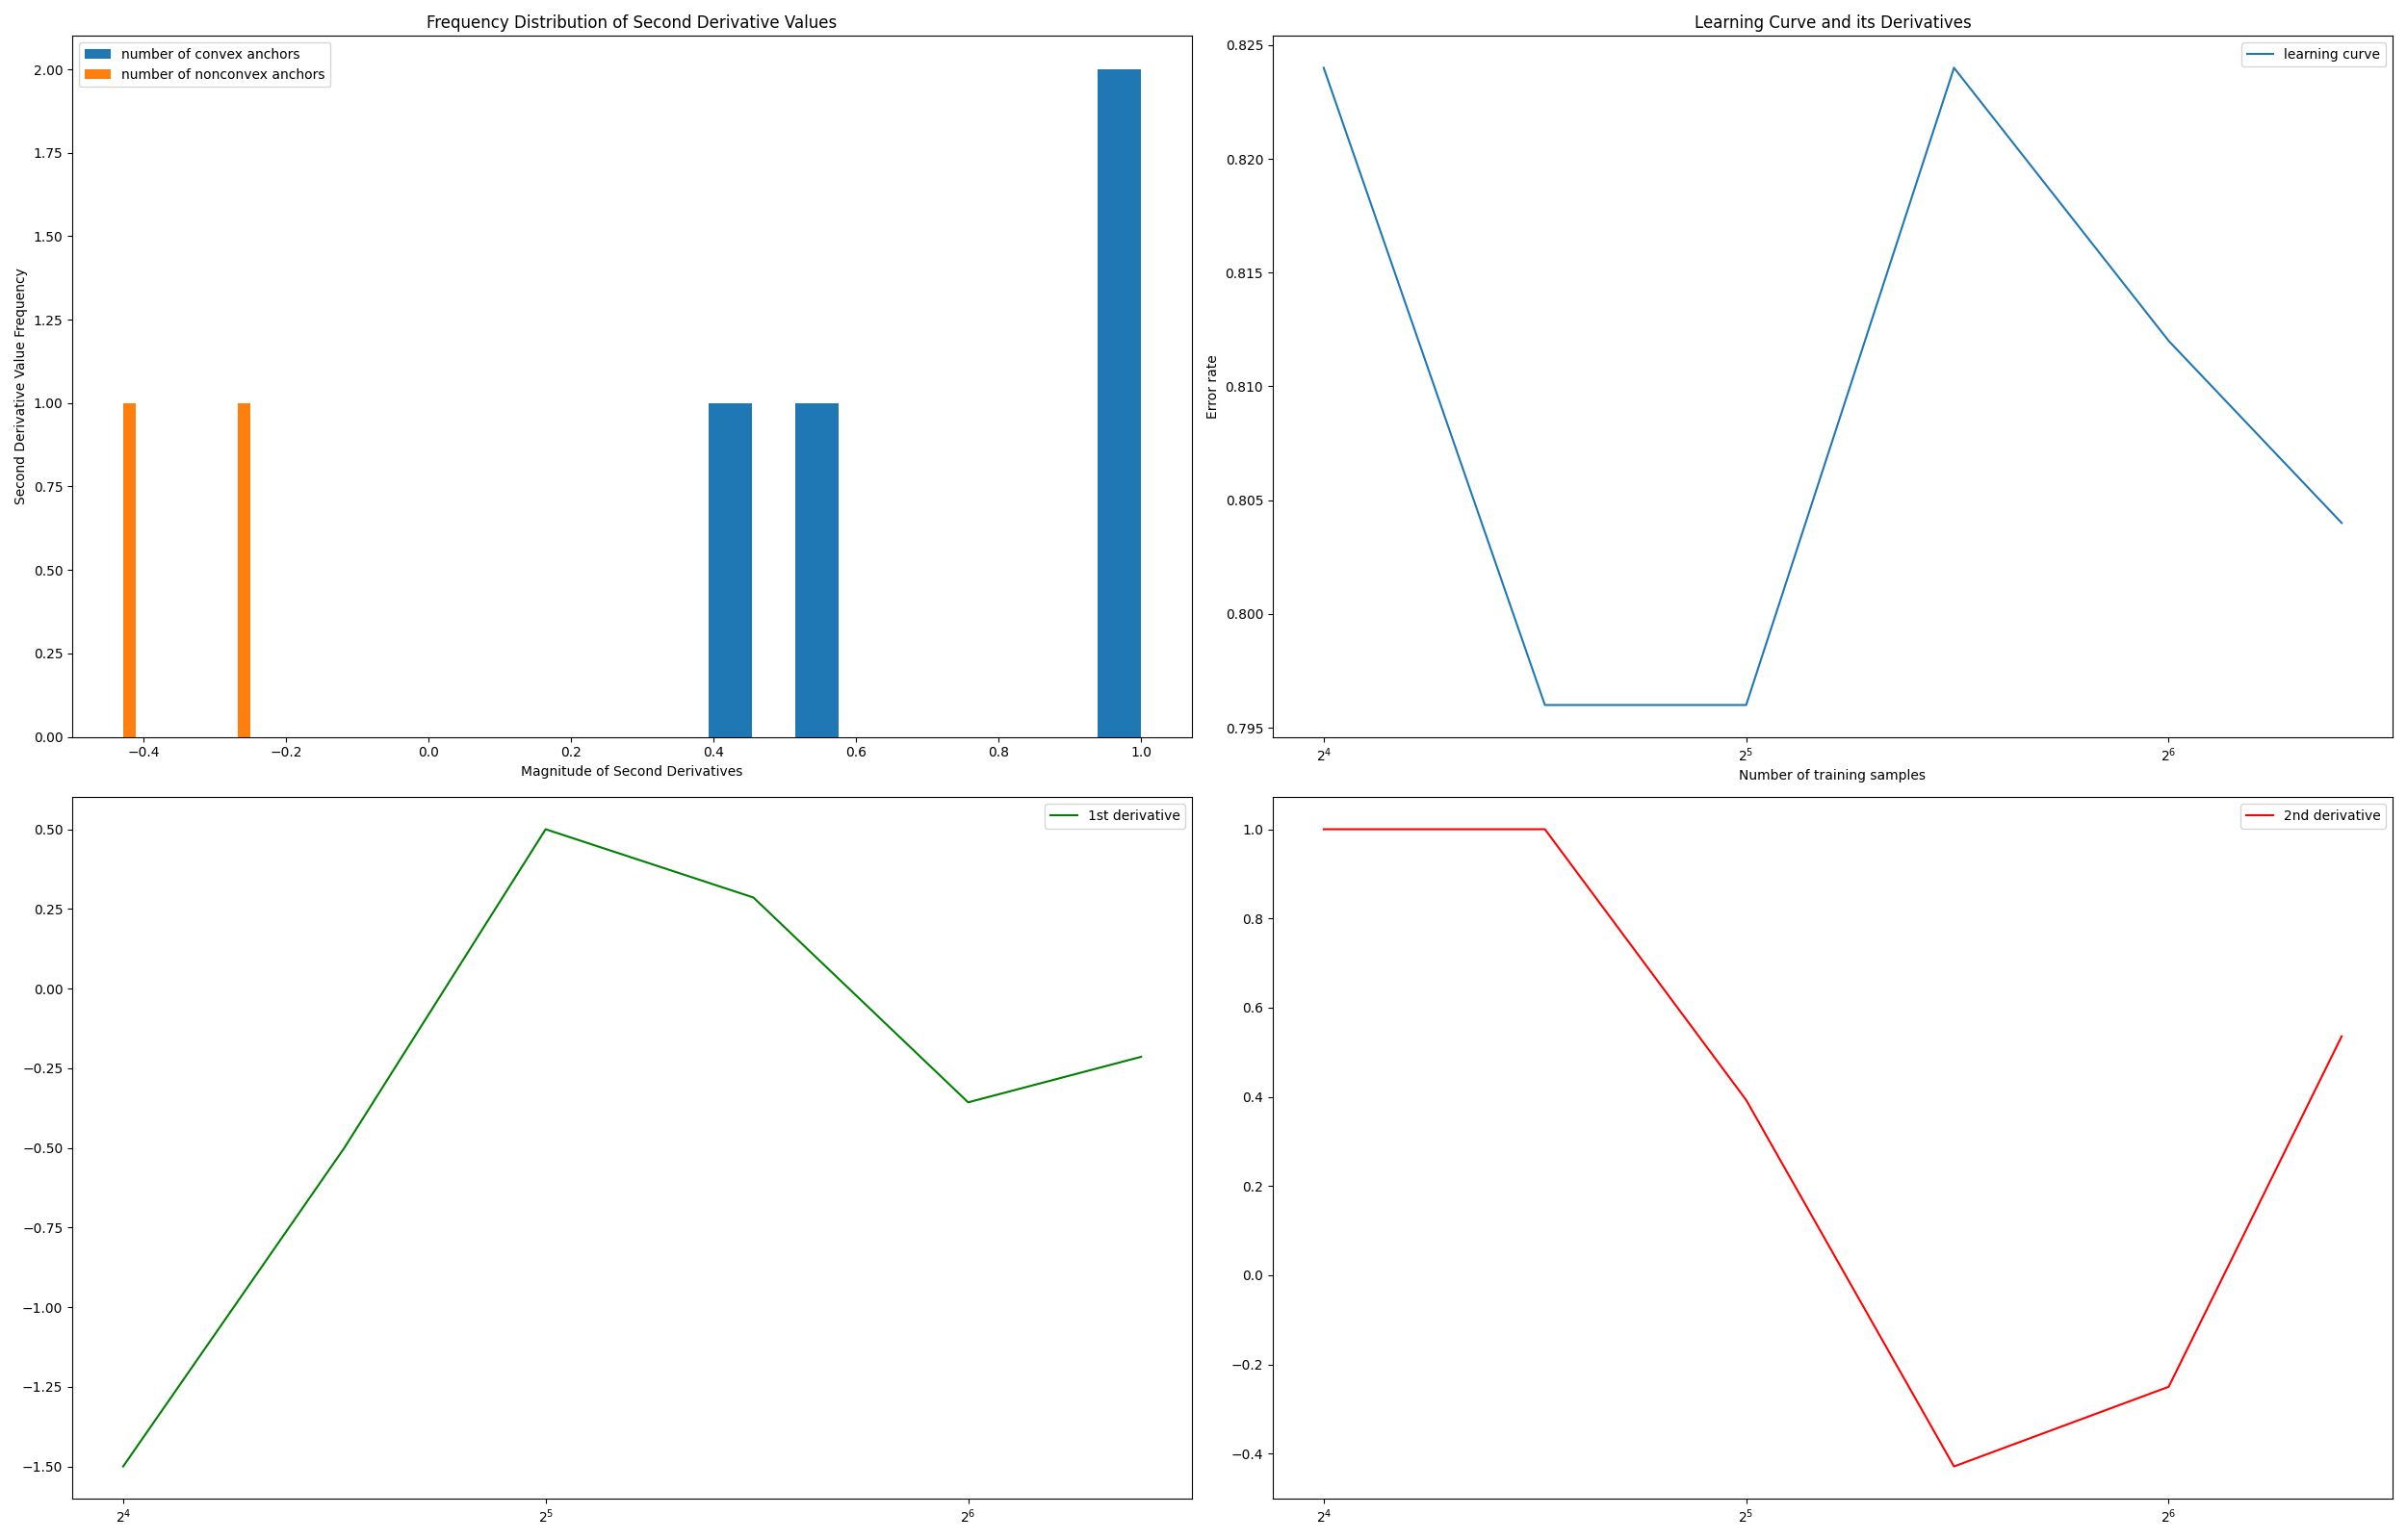 Frequency Distribution of Second Derivative Values
number of convex anchors
number of nonconvex anchors
2.00
1.75
1.50
1.25
1.00
0.75
0.50
0.25
0.00
Second Derivative Value Frequency
−0.4 −0.2 0.0 0.2 0.4 0.6 0.8 1.0
Magnitude of Second Derivatives
Learning Curve and its Derivatives
learning curve
0.825
0.820
0.815
0.810
0.805
0.800
0.795
Error rate
2⁴ 2⁵ 2⁶
Number of training samples
1st derivative
0.50
0.25
0.00
−0.25
−0.50
−0.75
−1.00
−1.25
−1.50
2⁴ 2⁵ 2⁶
2nd derivative
1.0
0.8
0.6
0.4
0.2
0.0
−0.2
−0.4
2⁴ 2⁵ 2⁶